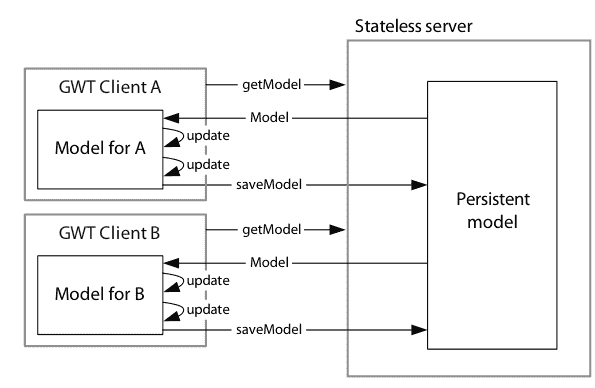 Stateless server
GWT Client A
getModel
Model
Model for A
update
update
saveModel
Persistent
model
GWT Client B
getModel
Model
Model for B
update
update
saveModel